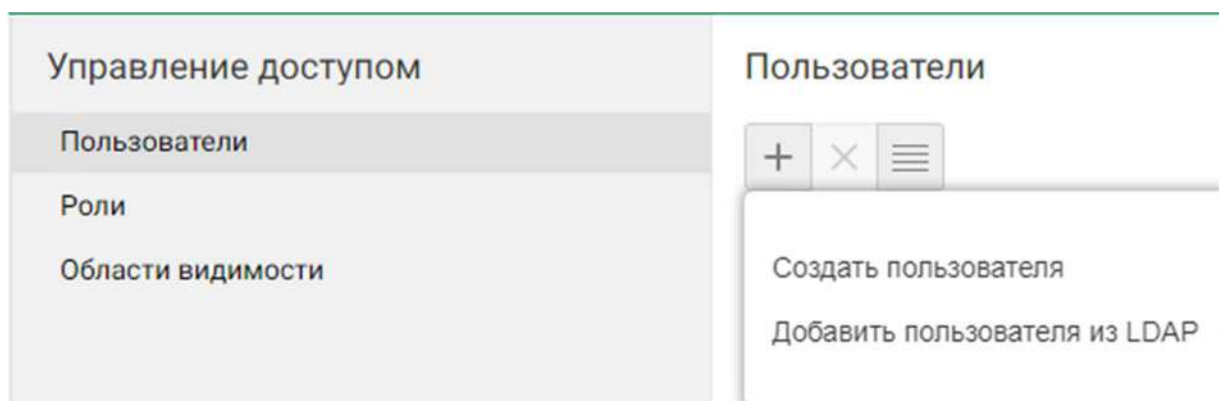 Управление доступом
Пользователи
Роли
Области видимости
Пользователи
Создать пользователя
Добавить пользователя из LDAP